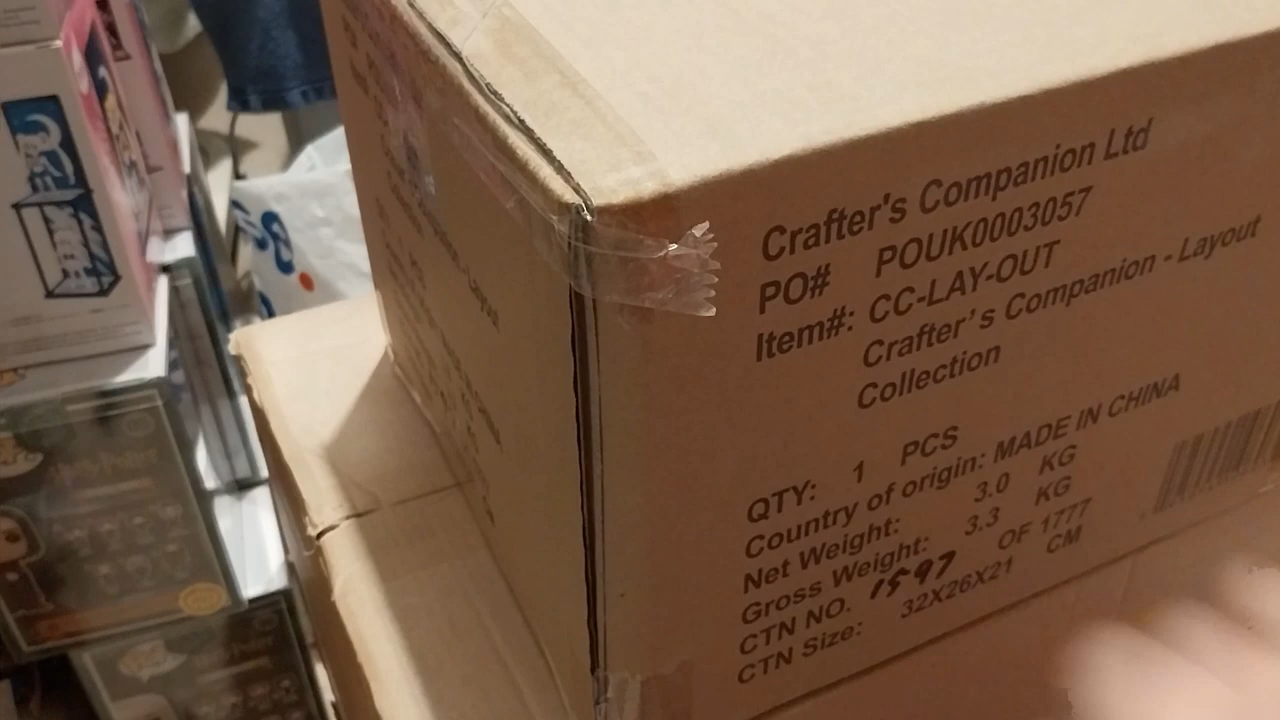 Crafter's Companion Ltd
PO# POUK0003057
Item#: CC-LAY-OUT
Crafter's Companion - Layout
Collection
QTY: 1 PCS
Country of origin: MADE IN CHINA
Net Weight: 3.0 KG
Gross Weight: 3.3 KG
CTN NO. 1597 OF 1777
CTN Size: 32X26X21 CM